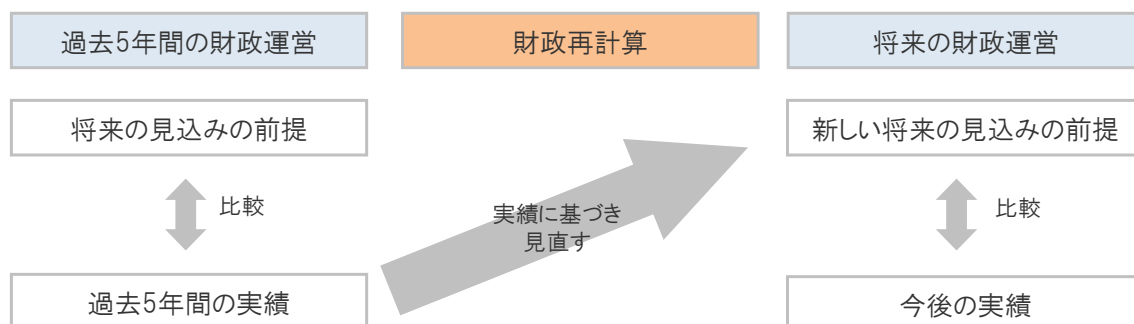 過去5年間の財政運営
財政再計算
将来の財政運営
将来の見込みの前提
新しい将来の見込みの前提
比較
実績に基づき
見直す
比較
過去5年間の実績
今後の実績